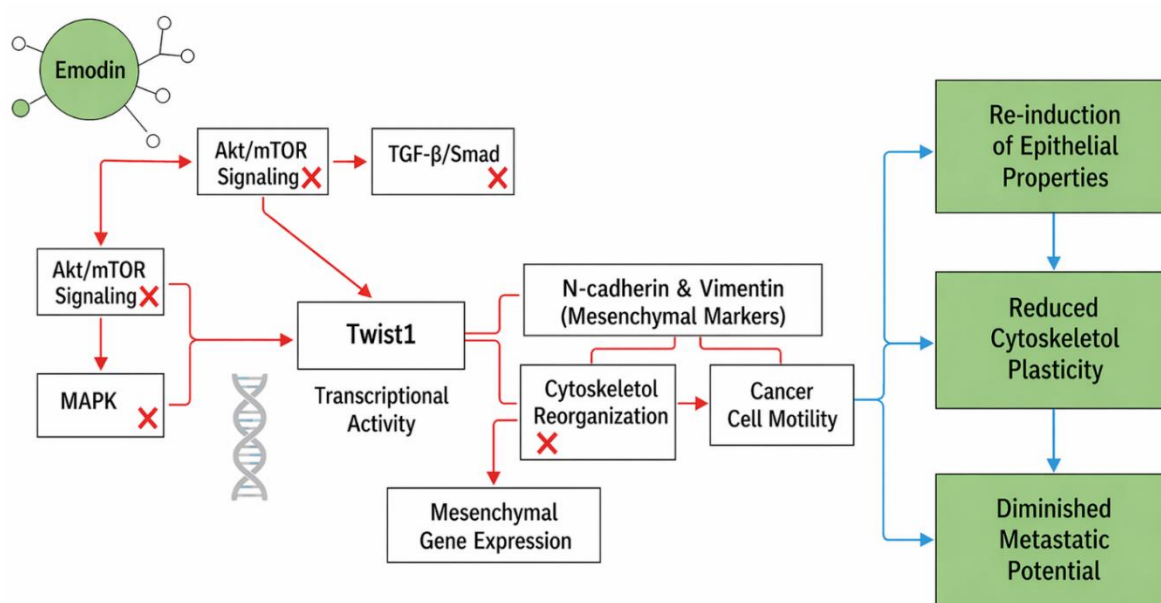 Emodin
Akt/mTOR
Signaling
TGF-β/Smad
Akt/mTOR
Signaling
MAPK
Twist1
Transcriptional
Activity
N-cadherin & Vimentin
(Mesenchymal Markers)
Cytoskeletol
Reorganization
Cancer
Cell Motility
Mesenchymal
Gene Expression
Re-induction
of Epithelial
Properties
Reduced
Cytoskeletol
Plasticity
Diminished
Metastatic
Potential